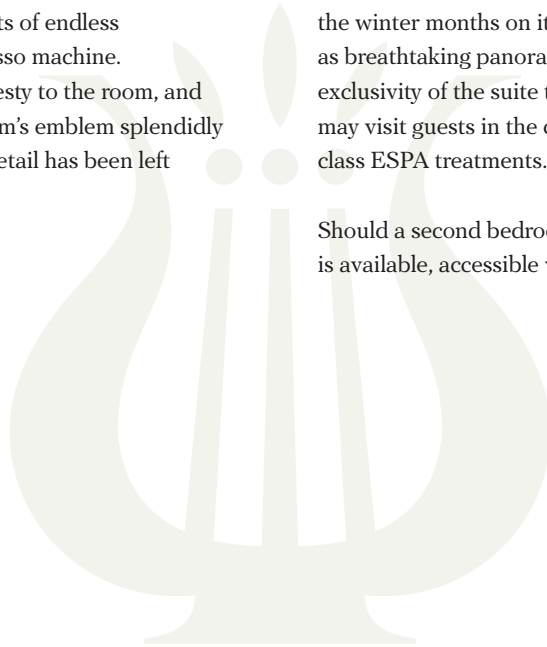 ts of endless
sso machine.
esty to the room, and
m’s emblem splendidly
etail has been left
the winter months on it
as breathtaking panora
exclusivity of the suite t
may visit guests in the
class ESPA treatments.
Should a second bedroo
is available, accessible